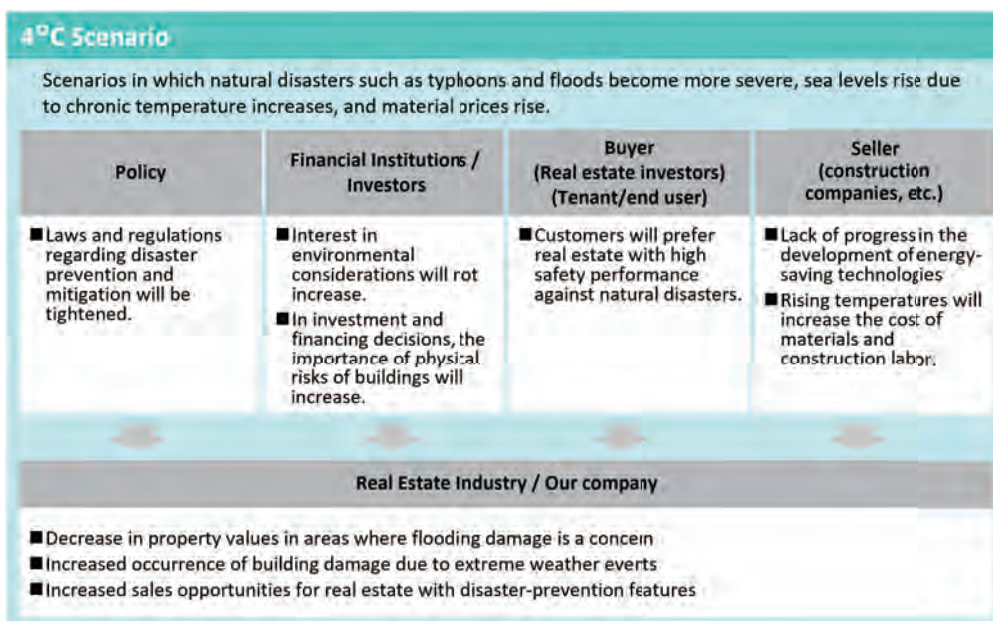 4°C Scenario
Scenarios in which natural disasters such as typhoons and floods become more severe, sea levels rise due
to chronic temperature increases, and material prices rise.
Policy
■Laws and regulations
regarding disaster
prevention and
mitigation will be
tightened.
Financial Institutions /
Investors
■Interest in
environmental
considerations will not
increase.
■In investment and
financing decisions, the
importance of physical
risks of buildings will
increase.
Buyer
(Real estate investors)
(Tenant/end user)
■Customers will prefer
real estate with high
safety performance
against natural disasters.
Seller
(construction
companies, etc.)
■Lack of progress in the
development of energy-
saving technologies
■Rising temperatures will
increase the cost of
materials and
construction labor.
Real Estate Industry / Our company
■Decrease in property values in areas where flooding damage is a concern
■Increased occurrence of building damage due to extreme weather events
■Increased sales opportunities for real estate with disaster-prevention features